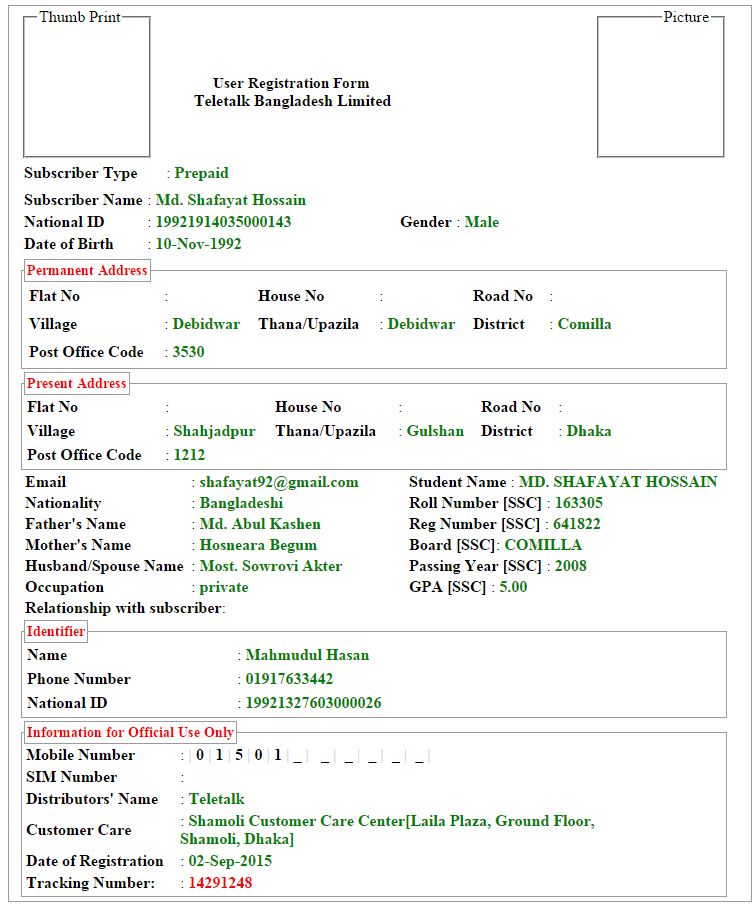 Thumb Print Picture
User Registration Form
Teletalk Bangladesh Limited
Subscriber Type : Prepaid
Subscriber Name : Md. Shafayat Hossain
National ID : 19921914035000143 Gender : Male
Date of Birth : 10-Nov-1992
Permanent Address
Flat No : House No : Road No :
Village : Debidwar Thana/Upazila : Debidwar District : Comilla
Post Office Code : 3530
Present Address
Flat No : House No : Road No :
Village : Shahjadpur Thana/Upazila : Gulshan District : Dhaka
Post Office Code : 1212
Email : shafayat92@gmail.com Student Name : MD. SHAFAYAT HOSSAIN
Nationality : Bangladeshi Roll Number [SSC] : 163305
Father's Name : Md. Abul Kashen Reg Number [SSC] : 641822
Mother's Name : Hosneara Begum Board [SSC]: COMILLA
Husband/Spouse Name : Most. Sowrovi Akter Passing Year [SSC] : 2008
Occupation : private GPA [SSC] : 5.00
Relationship with subscriber:
Identifier
Name : Mahmudul Hasan
Phone Number : 01917633442
National ID : 19921327603000026
Information for Official Use Only
Mobile Number : | 0 | 1 | 5 | 0 | 1 | _ | _ | _ | _ | _ | _ |
SIM Number :
Distributors' Name : Teletalk
Customer Care : Shamoli Customer Care Center[Laila Plaza, Ground Floor,
Shamoli, Dhaka]
Date of Registration : 02-Sep-2015
Tracking Number: : 14291248